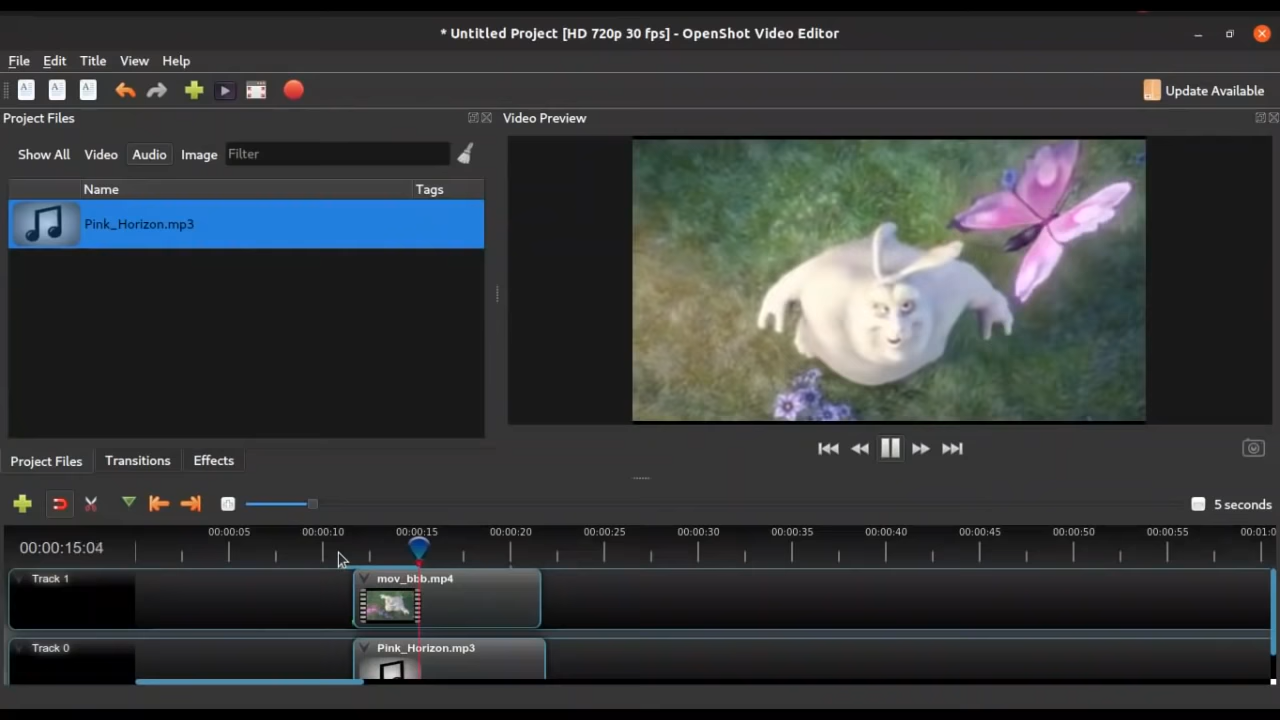 * Untitled Project [HD 720p 30 fps] - OpenShot Video Editor
File Edit Title View Help
Update Available
Project Files
Video Preview
Show All Video Audio Image Filter
Name Tags
Pink_Horizon.mp3
Project Files Transitions Effects
5 seconds
00:00:05 00:00:10 00:00:15 00:00:20 00:00:25 00:00:30 00:00:35 00:00:40 00:00:45 00:00:50 00:00:55 00:01:0
00:00:15:04
Track 1 mov_bbb.mp4
Track 0 Pink_Horizon.mp3